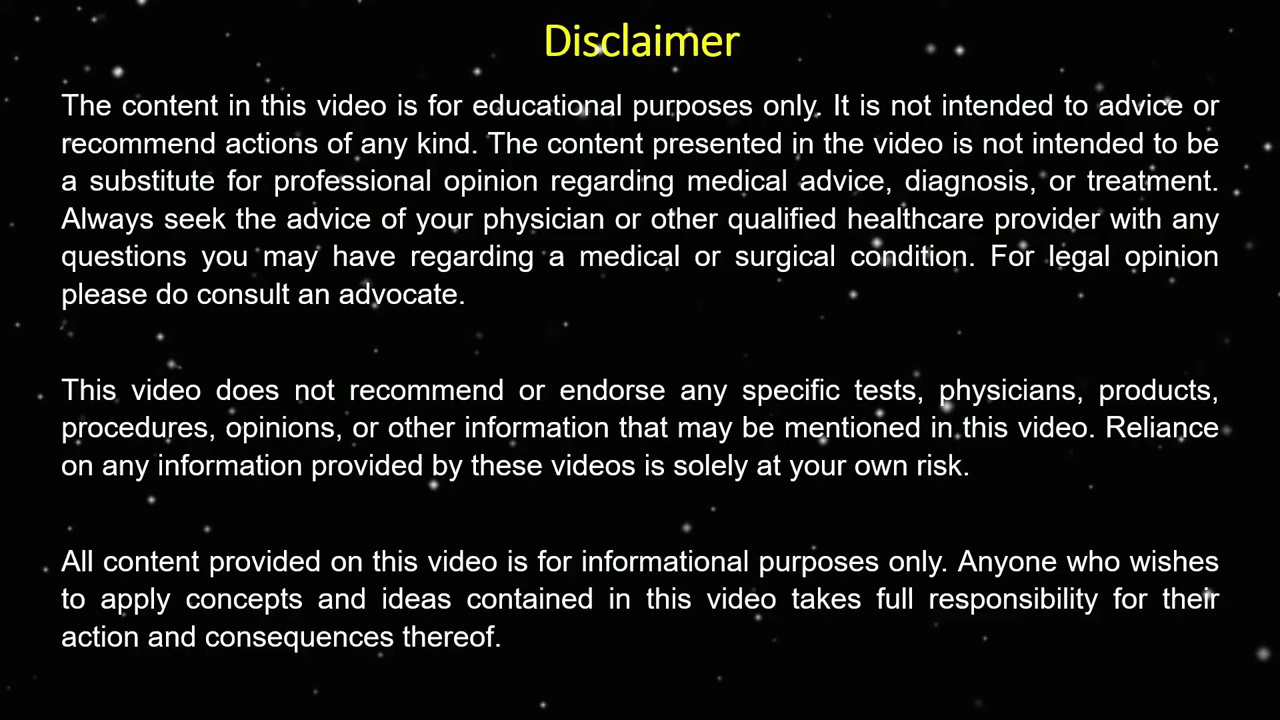 Disclaimer
The content in this video is for educational purposes only. It is not intended to advice or
recommend actions of any kind. The content presented in the video is not intended to be
a substitute for professional opinion regarding medical advice, diagnosis, or treatment.
Always seek the advice of your physician or other qualified healthcare provider with any
questions you may have regarding a medical or surgical condition. For legal opinion
please do consult an advocate.
This video does not recommend or endorse any specific tests, physicians, products,
procedures, opinions, or other information that may be mentioned in this video. Reliance
on any information provided by these videos is solely at your own risk.
All content provided on this video is for informational purposes only. Anyone who wishes
to apply concepts and ideas contained in this video takes full responsibility for their
action and consequences thereof.